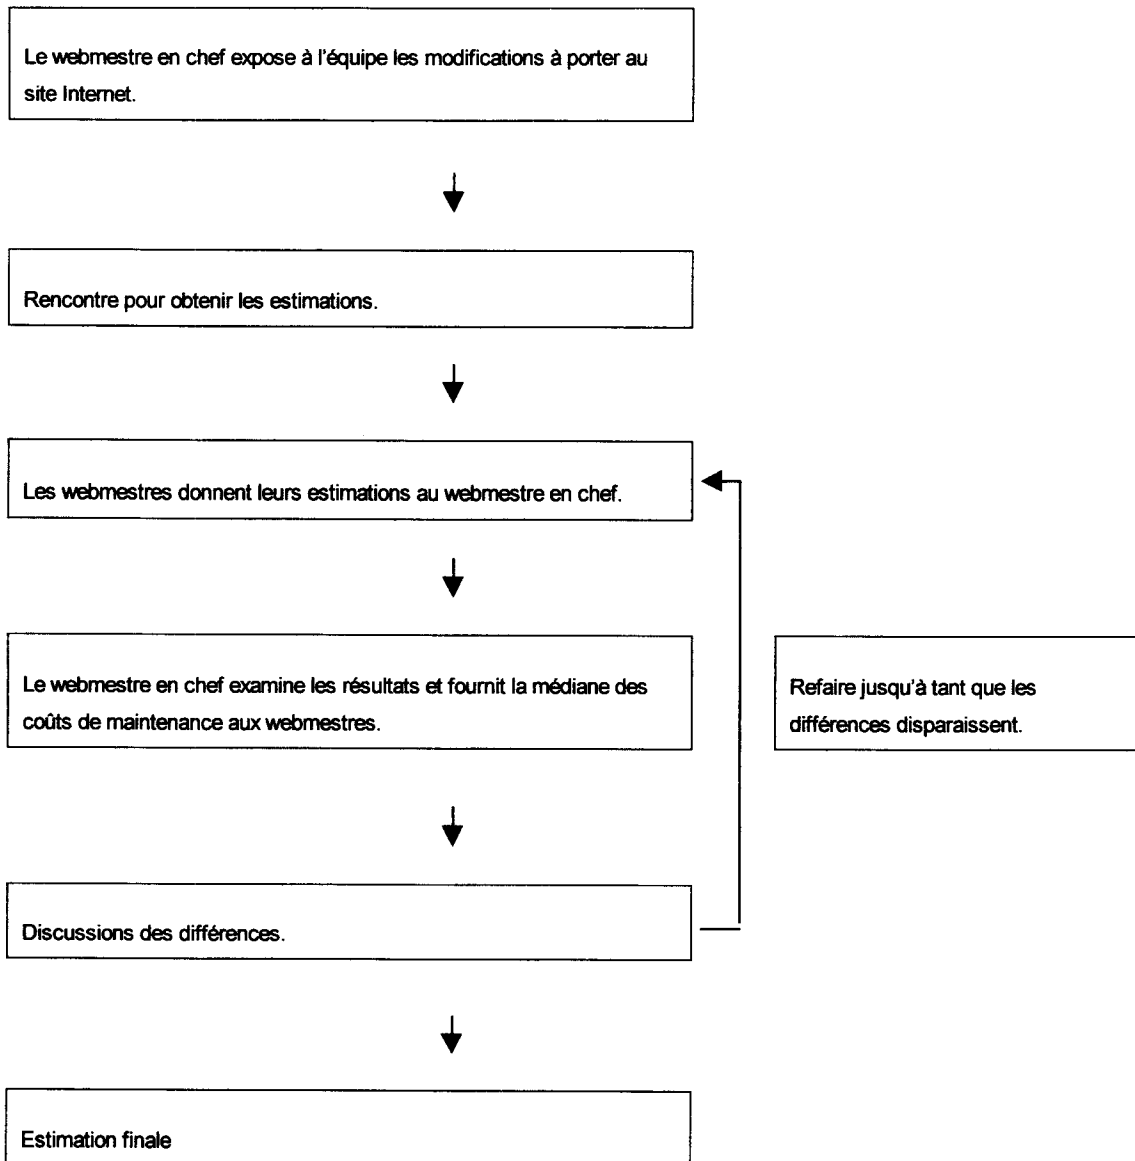 Le webmestre en chef expose à l'équipe les modifications à porter au
site Internet.
Rencontre pour obtenir les estimations.
Les webmestres donnent leurs estimations au webmestre en chef.
Le webmestre en chef examine les résultats et fournit la médiane des
coûts de maintenance aux webmestres.
Refaire jusqu'à tant que les
différences disparaissent.
Discussions des différences.
Estimation finale